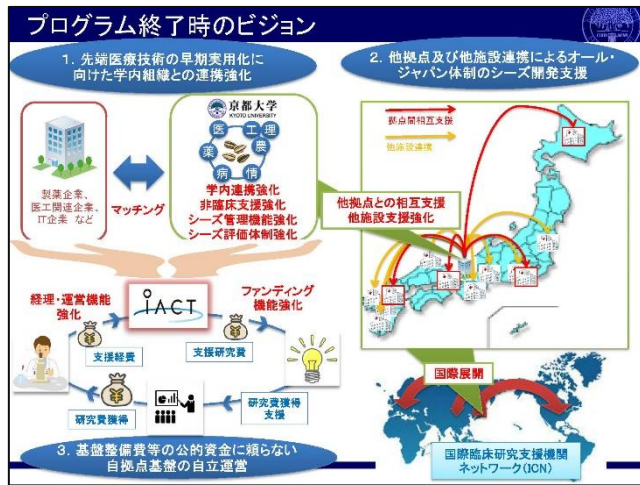 プログラム終了時のビジョン
1. 先端医療技術の早期実用化に
向けた学内組織との連携強化
2. 他拠点及び他施設連携によるオール・
ジャパン体制のシーズ開発支援
京都大学
KYOTO UNIVERSITY
医 工 理
薬 農
病 情
製薬企業、
医工関連企業、
IT企業 など
マッチング
学内連携強化
非臨床支援強化
シーズ管理機能強化
シーズ評価体制強化
拠点間相互支援
他施設連携
他拠点との相互支援
他施設支援強化
経理・運営機能
強化
iACT
ファンディング
機能強化
支援経費
支援研究費
研究費獲得
研究費獲得
支援
国際展開
国際臨床研究支援機関
ネットワーク(ICN)
3. 基盤整備費等の公的資金に頼らない
自拠点基盤の自立運営